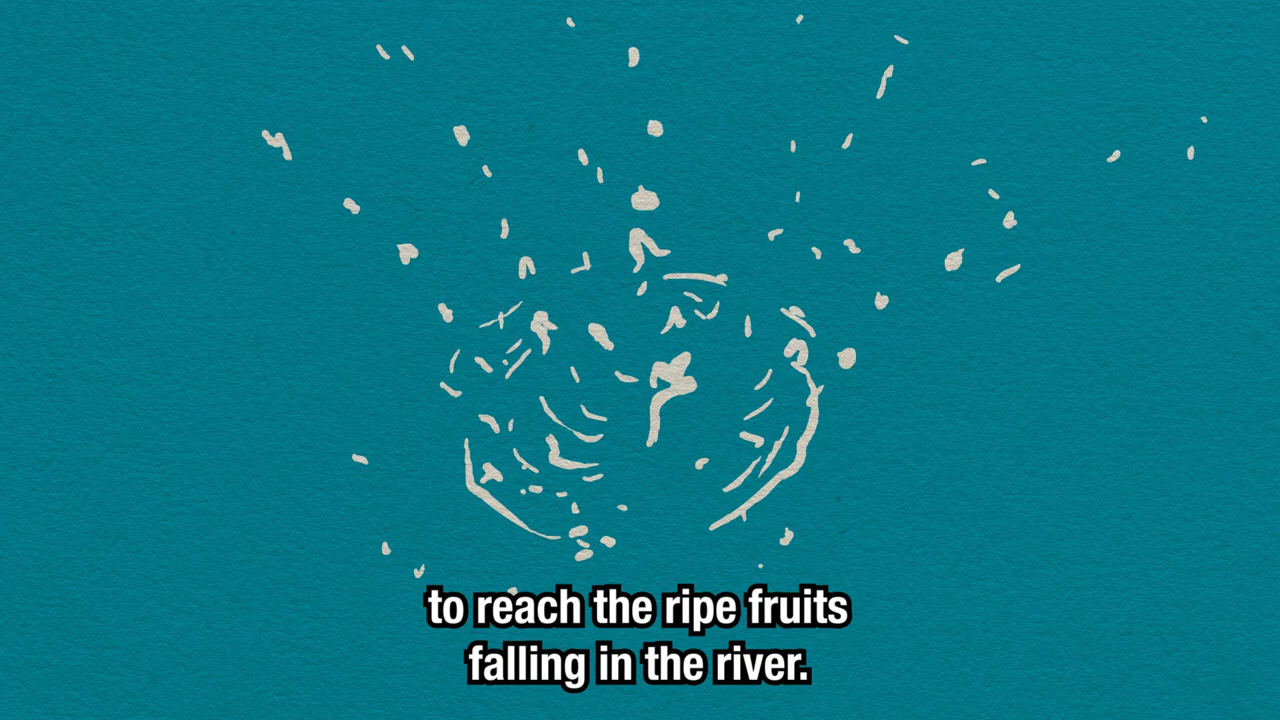 to reach the ripe fruits
falling in the river.